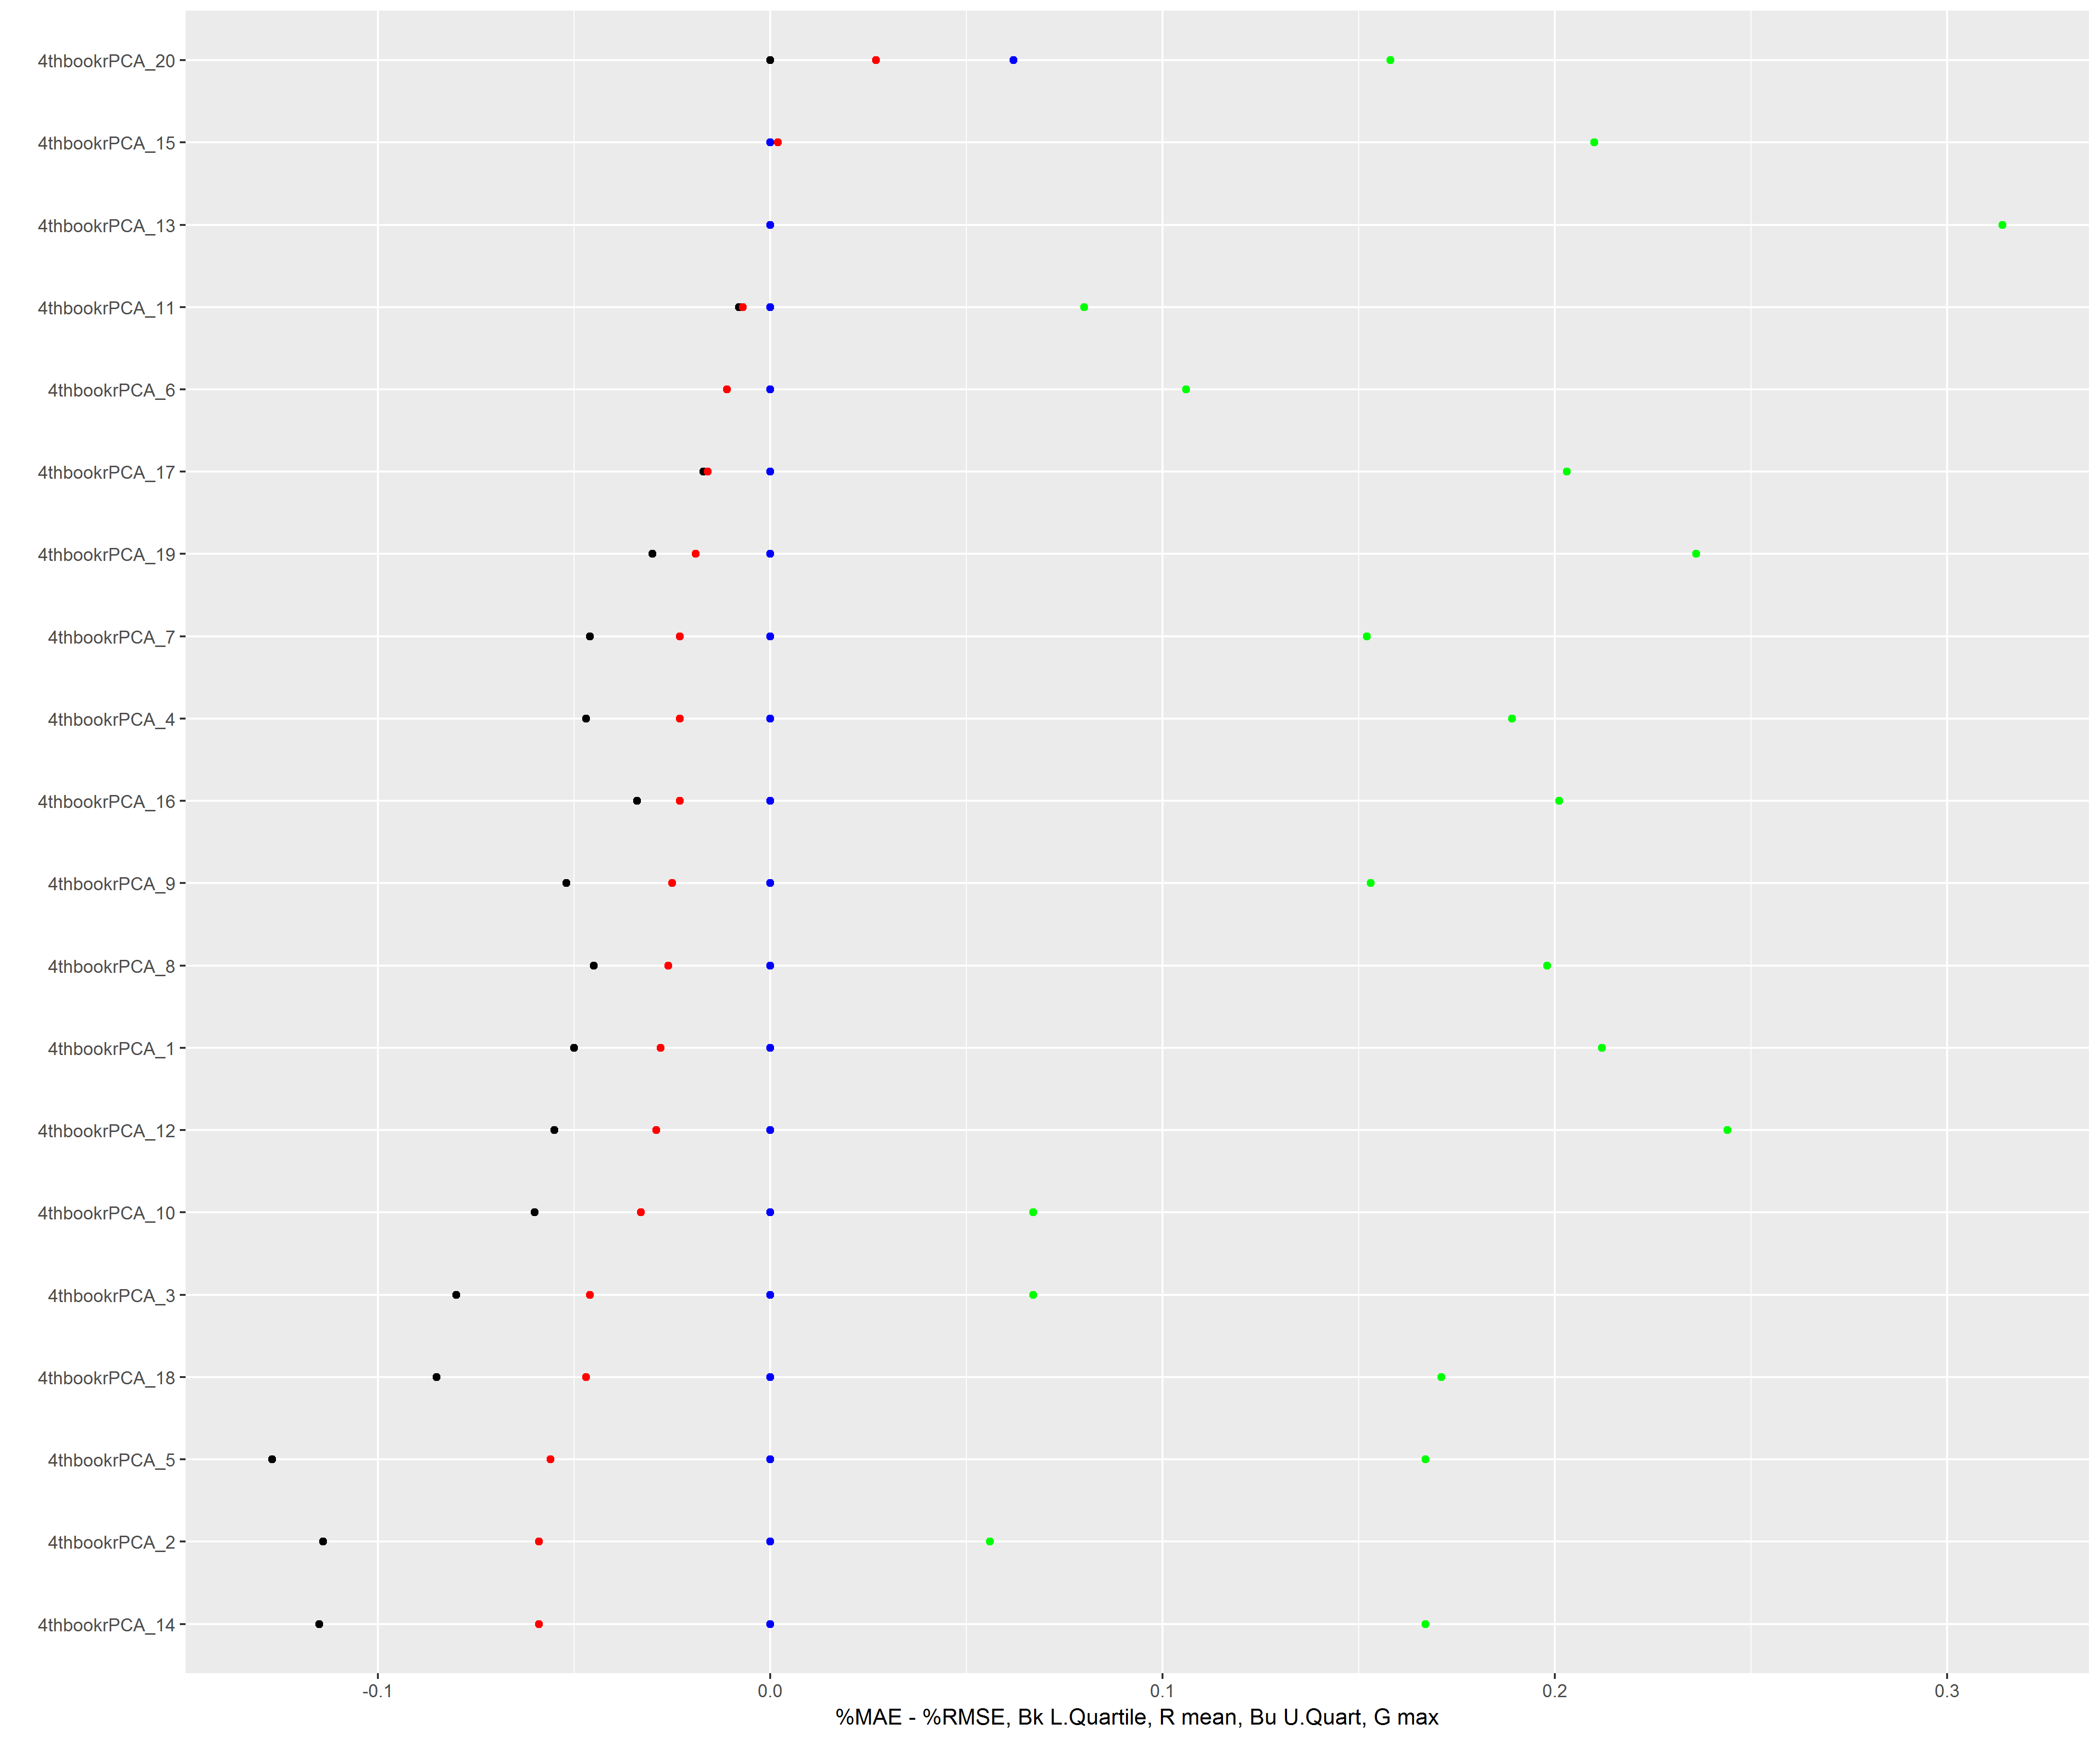 4thbookrPCA_20
4thbookrPCA_15
4thbookrPCA_13
4thbookrPCA_11
4thbookrPCA_6
4thbookrPCA_17
4thbookrPCA_19
4thbookrPCA_7
4thbookrPCA_4
4thbookrPCA_16
4thbookrPCA_9
4thbookrPCA_8
4thbookrPCA_1
4thbookrPCA_12
4thbookrPCA_10
4thbookrPCA_3
4thbookrPCA_18
4thbookrPCA_5
4thbookrPCA_2
4thbookrPCA_14
-0.1 0.0 0.1 0.2 0.3
%MAE - %RMSE, Bk L.Quartile, R mean, Bu U.Quart, G max